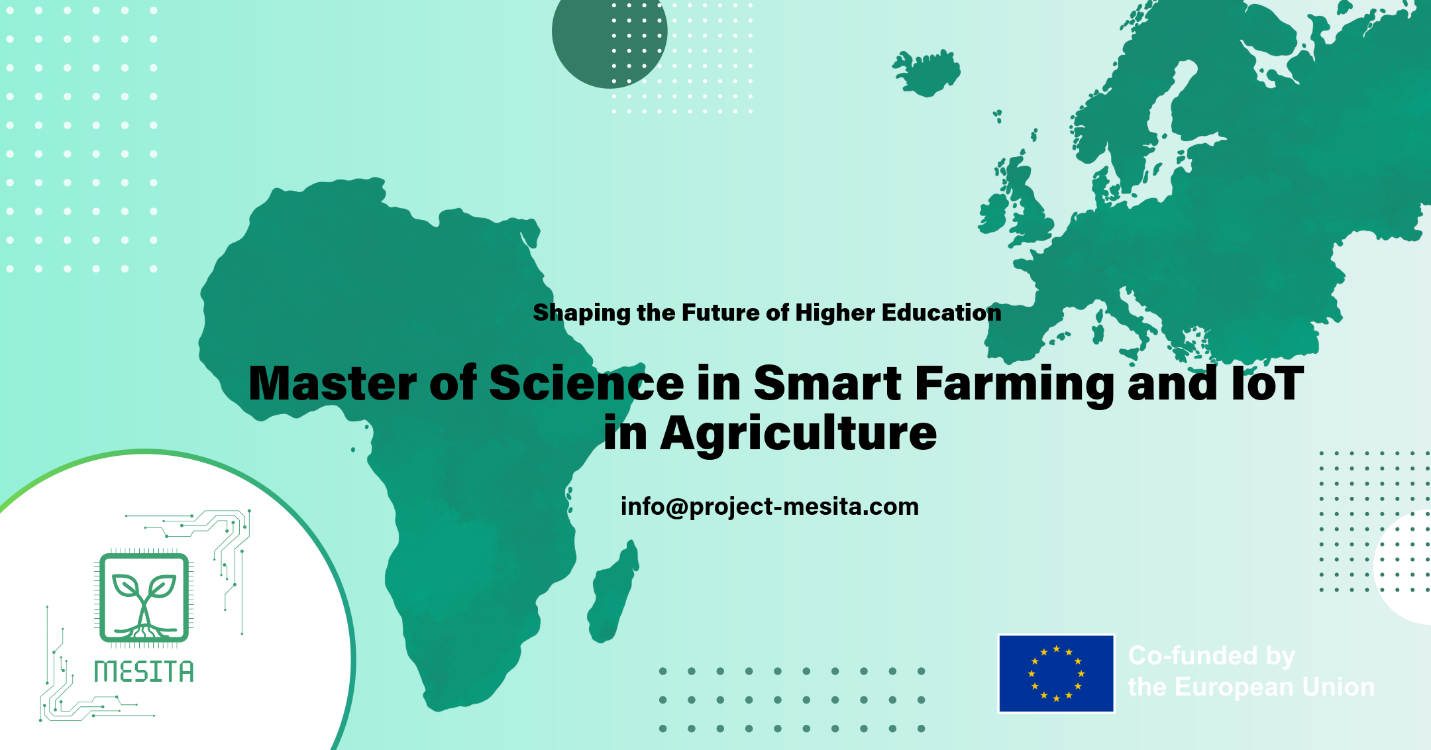 Shaping the Future of Higher Education
Master of Science in Smart Farming and IoT
in Agriculture
info@project-mesita.com
MESITA
Co-funded by
the European Union